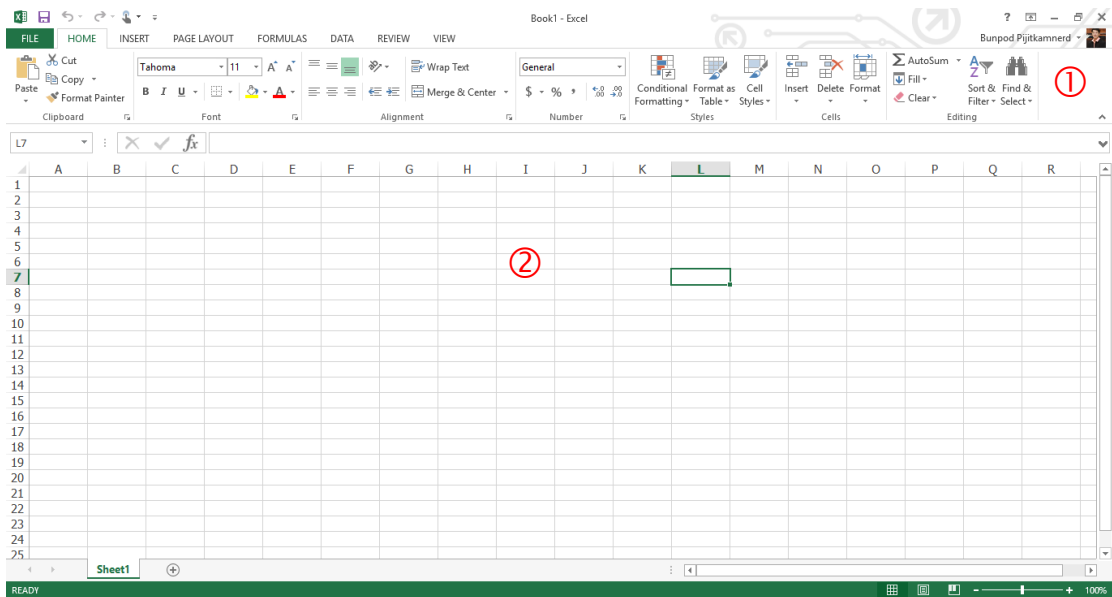 Book1 - Excel
FILE HOME INSERT PAGE LAYOUT FORMULAS DATA REVIEW VIEW Bunpod Pijitkamnerd
Paste
Cut
Copy
Format Painter
Clipboard
Tahoma 11
B I U
Font
Wrap Text
Merge & Center
Alignment
General
$ % ,
Number
Conditional Formatting
Format as Table
Cell Styles
Styles
Insert Delete Format
Cells
AutoSum
Fill
Clear
Sort & Filter
Find & Select
Editing
①
L7 fx
A B C D E F G H I J K L M N O P Q R
1
2
3
4
5
6
②
7
8
9
10
11
12
13
14
15
16
17
18
19
20
21
22
23
24
25
Sheet1
READY 100%